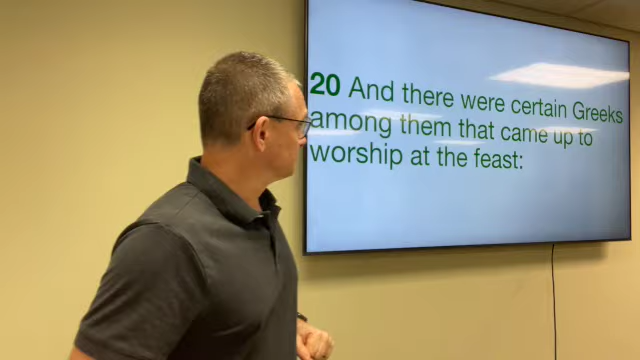 20 And there were certain Greeks
among them that came up to
worship at the feast: